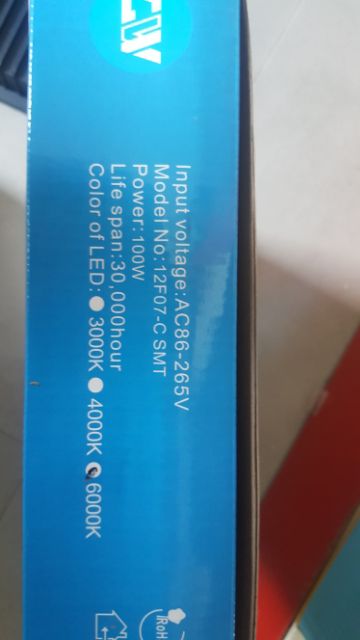 Input voltage:AC86-265V
Model No:12F07-C SMT
Power:100W
Life span:30,000hour
Color of LED: 3000K 4000K 6000K